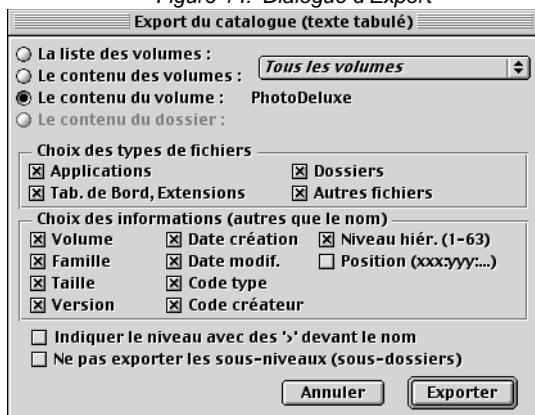 Export du catalogue (texte tabulé)
La liste des volumes :
Le contenu des volumes :
Tous les volumes
Le contenu du volume : PhotoDeluxe
Le contenu du dossier :
Choix des types de fichiers
Applications Dossiers
Tab. de Bord, Extensions Autres fichiers
Choix des informations (autres que le nom)
Volume Date création Niveau hiér. (1-63)
Famille Date modif. Position (xxx:yyy:...)
Taille Code type
Version Code créateur
Indiquer le niveau avec des '>' devant le nom
Ne pas exporter les sous-niveaux (sous-dossiers)
Annuler Exporter